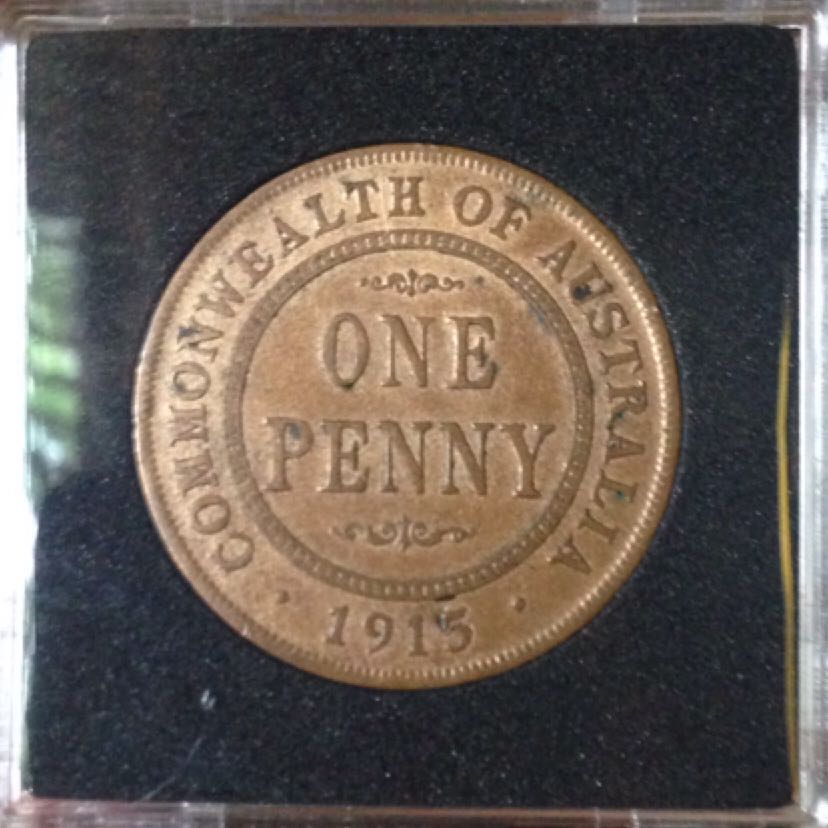 COMMONWEALTH OF AUSTRALIA
ONE
PENNY
· 1915 ·